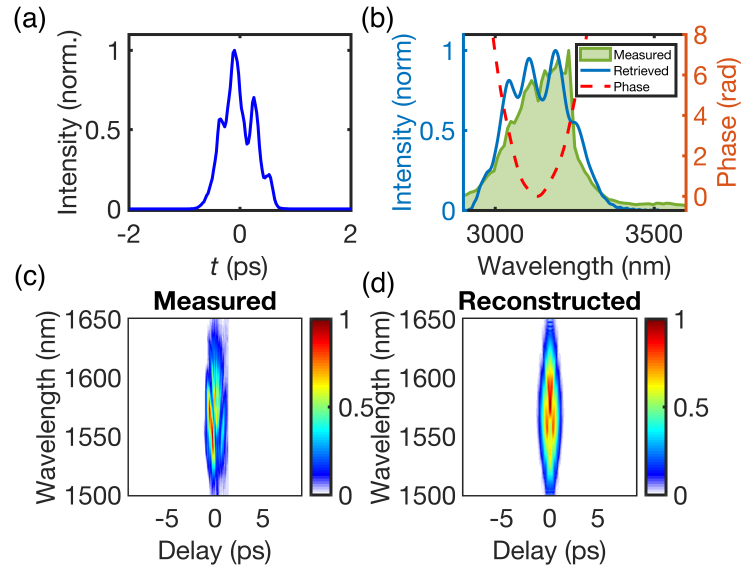 (a)
Intensity (norm.)
1
0.5
0
-2
0
2
t (ps)
(b)
Intensity (norm)
1
0.5
0
Measured
Retrieved
Phase
8
6
4
2
0
Phase (rad)
3000
3500
Wavelength (nm)
(c)
Measured
Wavelength (nm)
1650
1600
1550
1500
-5
0
5
Delay (ps)
1
0.5
0
(d)
Reconstructed
Wavelength (nm)
1650
1600
1550
1500
-5
0
5
Delay (ps)
1
0.5
0